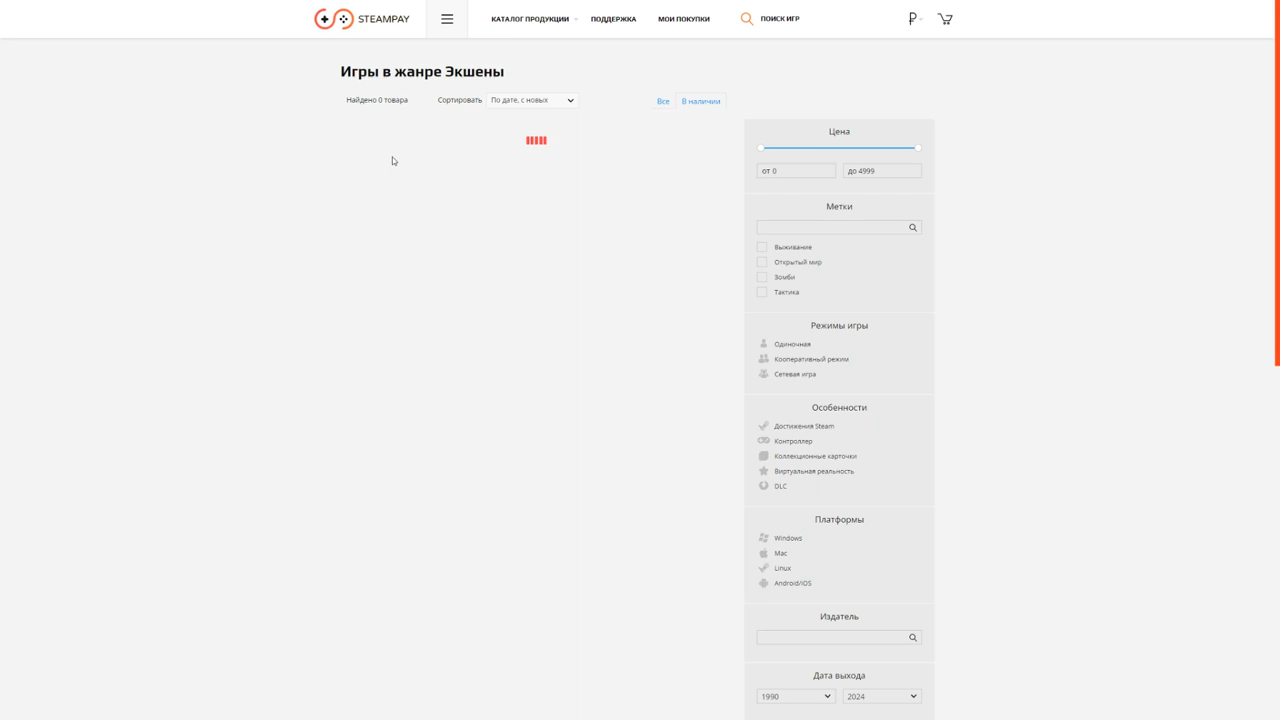 STEAMPAY
КАТАЛОГ ПРОДУКЦИИ
ПОДДЕРЖКА
МОИ ПОКУПКИ
ПОИСК ИГР
₽
Игры в жанре Экшены
Найдено 0 товара
Сортировать
По дате, с новых
Все
В наличии
Цена
от 0
до 4999
Метки
Выживание
Открытый мир
Зомби
Тактика
Режимы игры
Одиночная
Кооперативный режим
Сетевая игра
Особенности
Достижения Steam
Контроллер
Коллекционные карточки
Виртуальная реальность
DLC
Платформы
Windows
Mac
Linux
Android/iOS
Издатель
Дата выхода
1990
2024